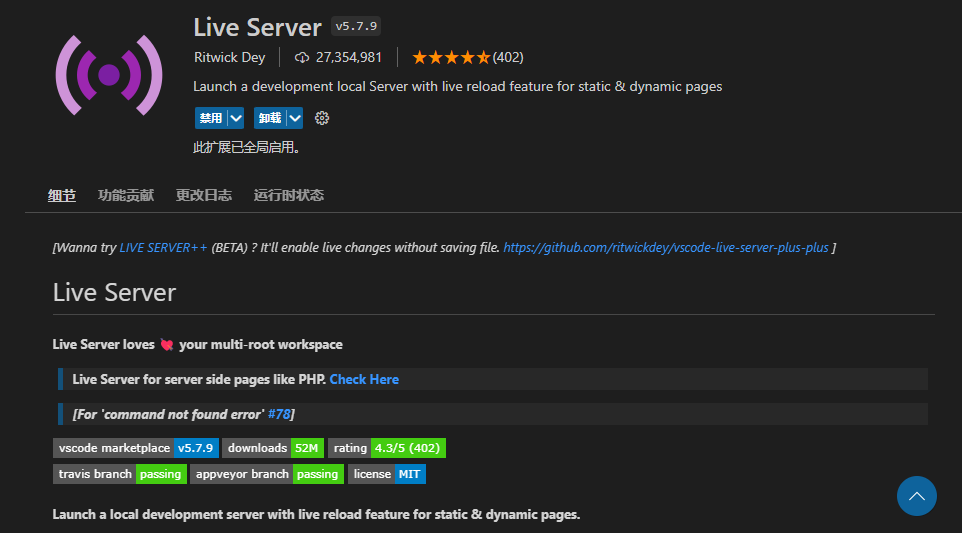 Live Server v5.7.9
Ritwick Dey 27,354,981 (402)
Launch a development local Server with live reload feature for static & dynamic pages
禁用 卸载
此扩展已全局启用。
细节 功能贡献 更改日志 运行时状态
[Wanna try LIVE SERVER++ (BETA) ? It'll enable live changes without saving file. https://github.com/ritwickdey/vscode-live-server-plus-plus ]
Live Server
Live Server loves 💘 your multi-root workspace
Live Server for server side pages like PHP. Check Here
[For 'command not found error' #78]
vscode marketplace v5.7.9 downloads 52M rating 4.3/5 (402)
travis branch passing appveyor branch passing license MIT
Launch a local development server with live reload feature for static & dynamic pages.